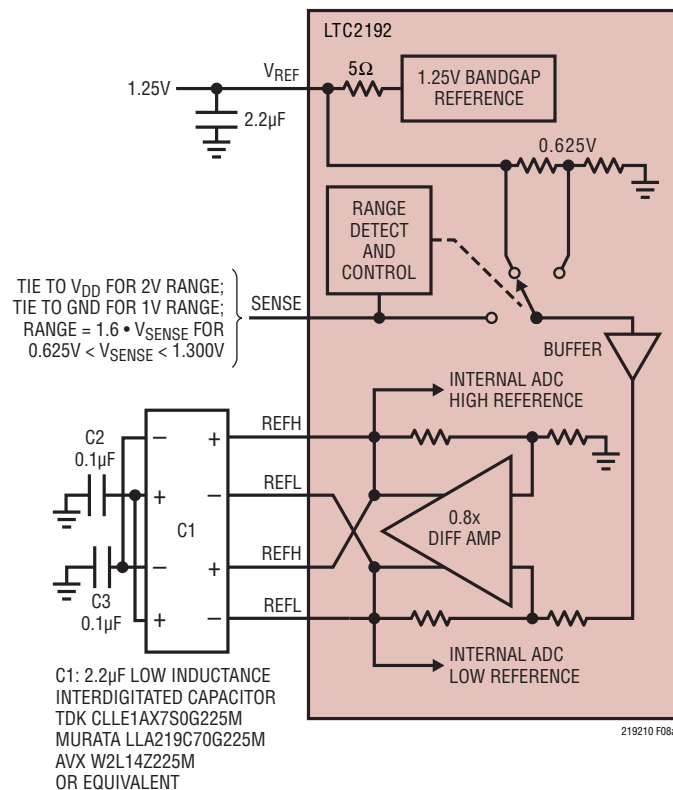 LTC2192
VREF
5Ω
1.25V BANDGAP
REFERENCE
1.25V
2.2µF
0.625V
RANGE
DETECT
AND
CONTROL
TIE TO VDD FOR 2V RANGE;
TIE TO GND FOR 1V RANGE;
RANGE = 1.6 • VSENSE FOR
0.625V < VSENSE < 1.300V
SENSE
BUFFER
INTERNAL ADC
HIGH REFERENCE
REFH
C2
0.1µF
– +
REFL
+ –
0.8x
DIFF AMP
C1
REFH
– +
C3
0.1µF
REFL
+ –
INTERNAL ADC
LOW REFERENCE
C1: 2.2µF LOW INDUCTANCE
INTERDIGITATED CAPACITOR
TDK CLLE1AX7S0G225M
MURATA LLA219C70G225M
AVX W2L14Z225M
OR EQUIVALENT